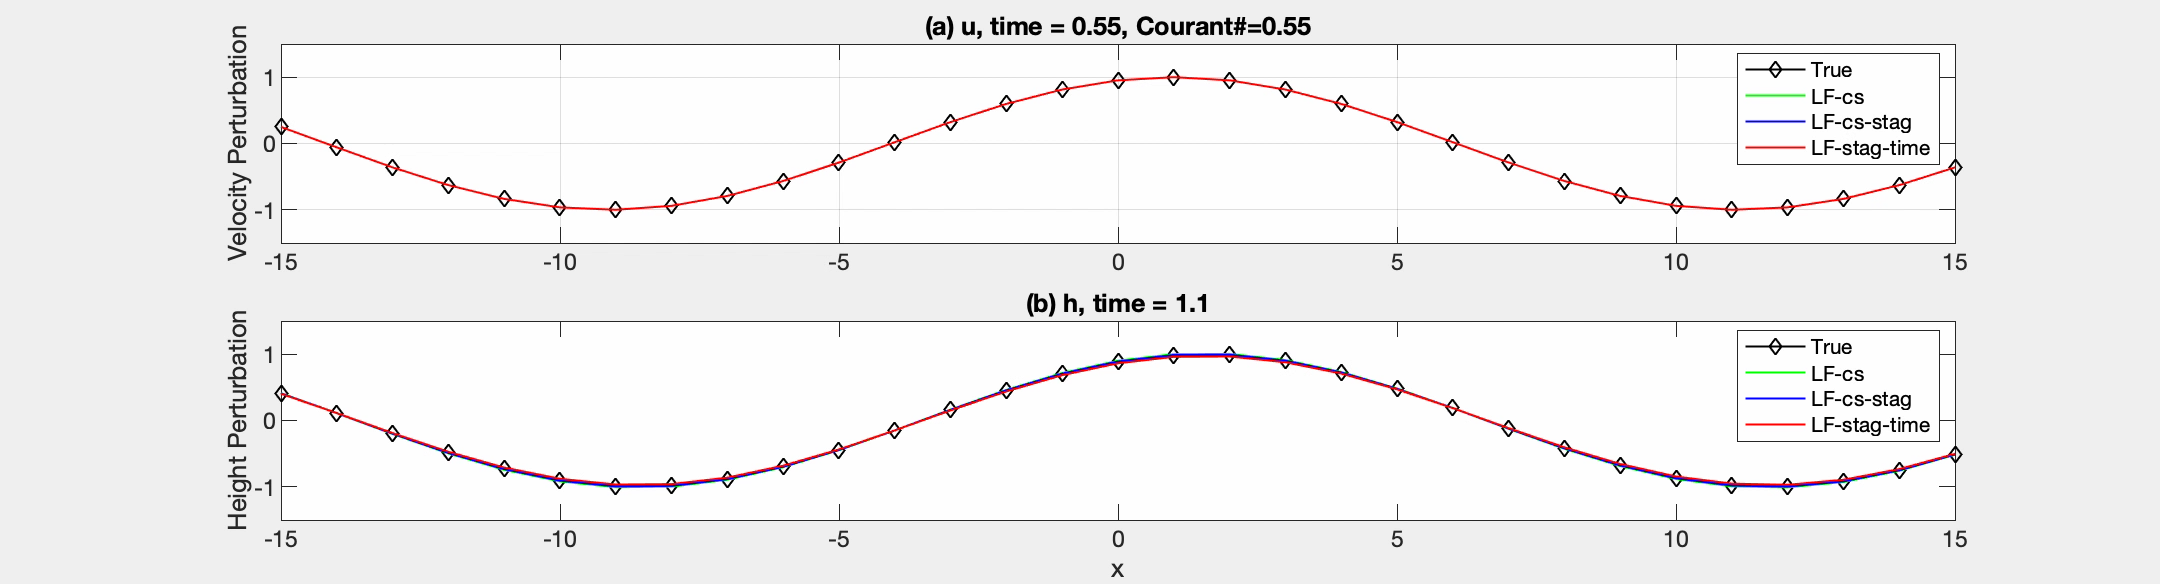 (a) u, time = 0.55, Courant#=0.55
Velocity Perturbation
1
0
-1
True
LF-cs
LF-cs-stag
LF-stag-time
-15 -10 -5 0 5 10 15
(b) h, time = 1.1
Height Perturbation
1
0
-1
True
LF-cs
LF-cs-stag
LF-stag-time
-15 -10 -5 0 5 10 15
x